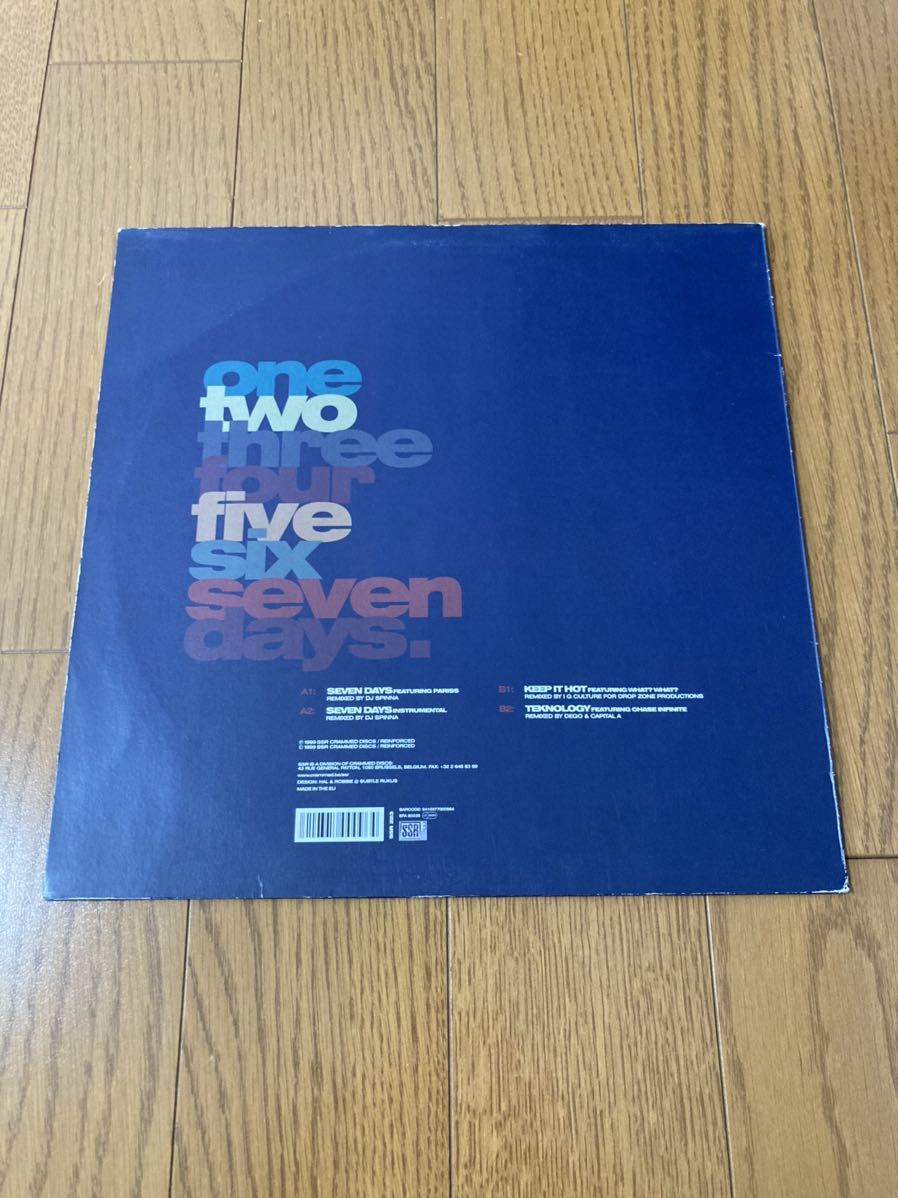 one
two
three
four
five
six
seven
days.
A1: SEVEN DAYS FEATURING PARISS
REMIXED BY DJ SPINNA
A2: SEVEN DAYS INSTRUMENTAL
REMIXED BY DJ SPINNA
B1: KEEP IT HOT FEATURING WHAT? WHAT?
REMIXED BY I G CULTURE FOR DROP ZONE PRODUCTIONS
B2: TEKNOLOGY FEATURING CHASE INFINITE
REMIXED BY DEGO & CAPITAL A
℗ 1999 SSR CRAMMED DISCS / REINFORCED
© 1999 SSR CRAMMED DISCS / REINFORCED
SSR IS A DIVISION OF CRAMMED DISCS:
43 RUE GENERAL PATTON, 1050 BRUSSELS, BELGIUM. FAX: +32 2 648
www.crammed.be/ssr
DESIGN: HAL & ROBBIE @ SUBTLE RUKUS
MADE IN THE EU
BARCODE:
EFA
SSR
SSR